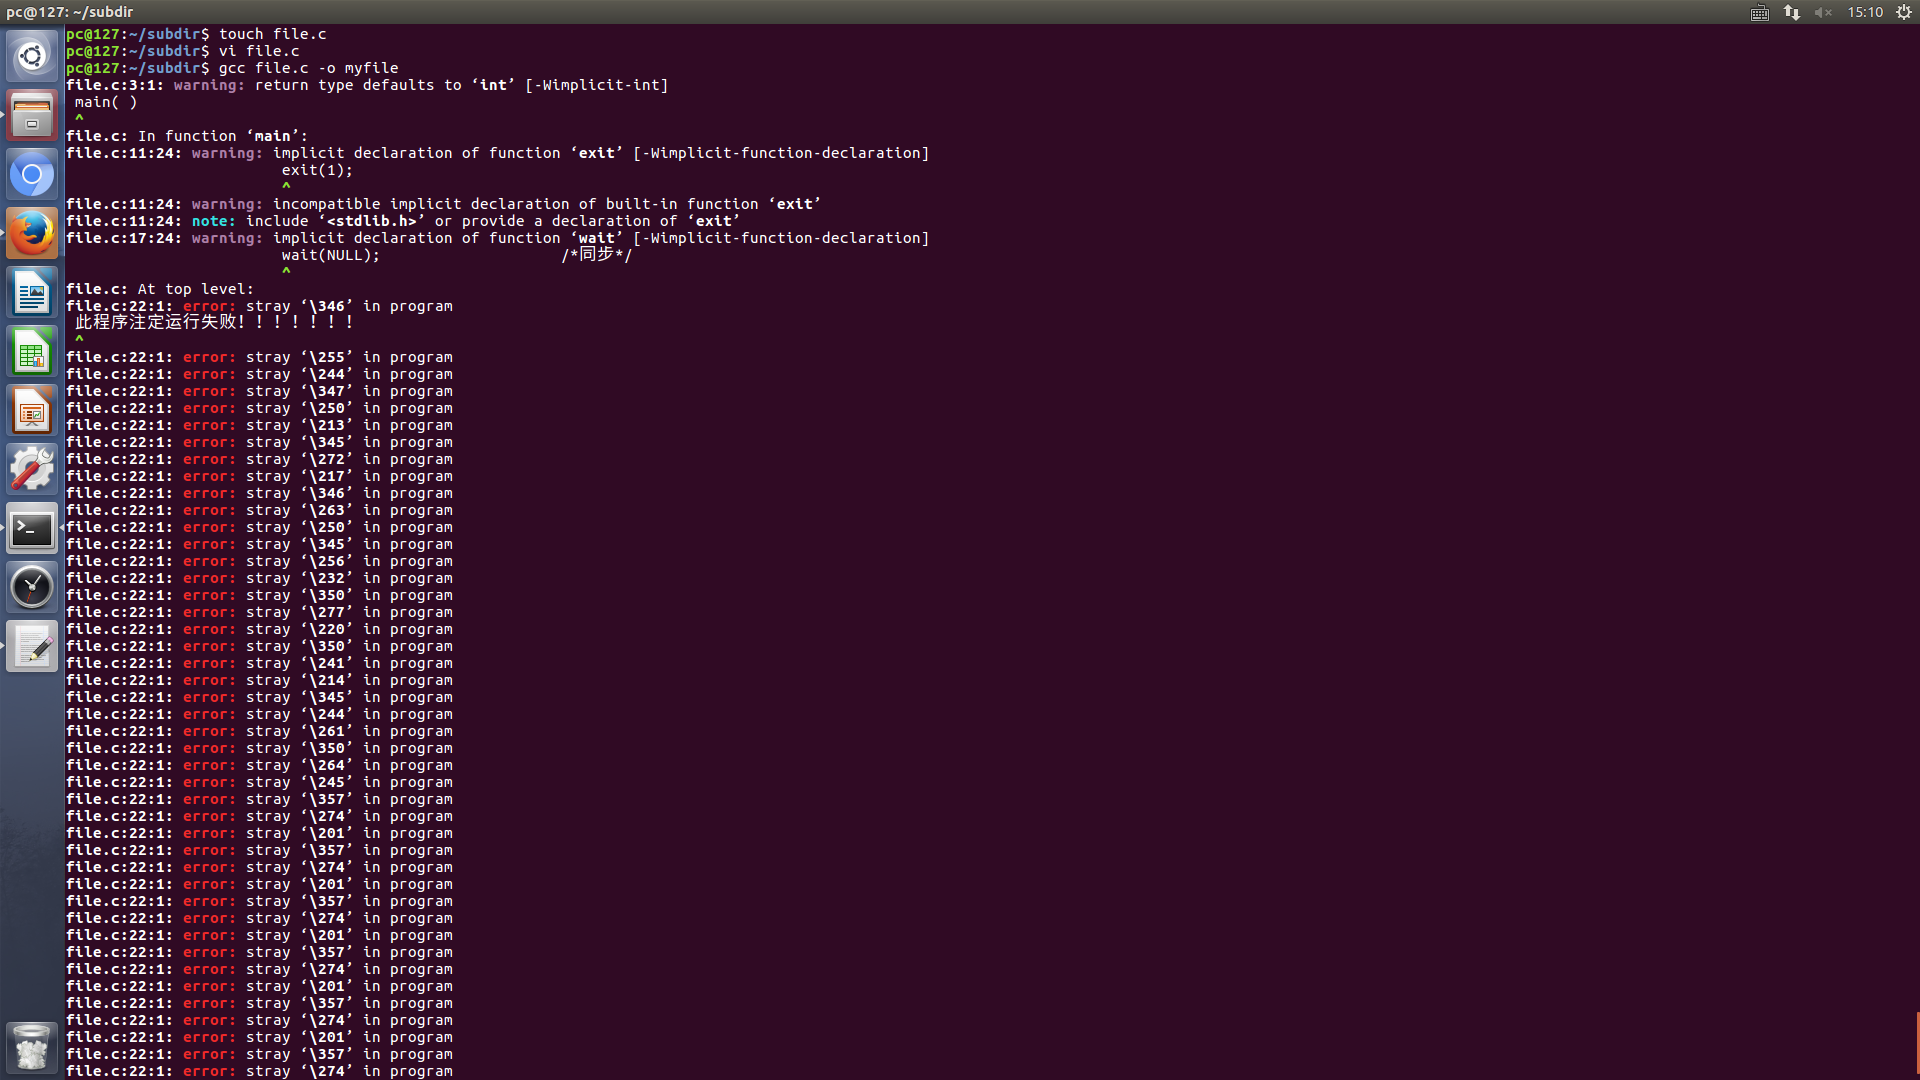 pc@127: ~/subdir
15:10
pc@127:~/subdir$ touch file.c
pc@127:~/subdir$ vi file.c
pc@127:~/subdir$ gcc file.c -o myfile
file.c:3:1: warning: return type defaults to ‘int’ [-Wimplicit-int]
 main( )
 ^
file.c: In function ‘main’:
file.c:11:24: warning: implicit declaration of function ‘exit’ [-Wimplicit-function-declaration]
                        exit(1);
                        ^
file.c:11:24: warning: incompatible implicit declaration of built-in function ‘exit’
file.c:11:24: note: include ‘<stdlib.h>’ or provide a declaration of ‘exit’
file.c:17:24: warning: implicit declaration of function ‘wait’ [-Wimplicit-function-declaration]
                        wait(NULL);                    /*同步*/
                        ^
file.c: At top level:
file.c:22:1: error: stray ‘\346’ in program
 此程序注定运行失败！！！！！！！
 ^
file.c:22:1: error: stray ‘\255’ in program
file.c:22:1: error: stray ‘\244’ in program
file.c:22:1: error: stray ‘\347’ in program
file.c:22:1: error: stray ‘\250’ in program
file.c:22:1: error: stray ‘\213’ in program
file.c:22:1: error: stray ‘\345’ in program
file.c:22:1: error: stray ‘\272’ in program
file.c:22:1: error: stray ‘\217’ in program
file.c:22:1: error: stray ‘\346’ in program
file.c:22:1: error: stray ‘\263’ in program
file.c:22:1: error: stray ‘\250’ in program
file.c:22:1: error: stray ‘\345’ in program
file.c:22:1: error: stray ‘\256’ in program
file.c:22:1: error: stray ‘\232’ in program
file.c:22:1: error: stray ‘\350’ in program
file.c:22:1: error: stray ‘\277’ in program
file.c:22:1: error: stray ‘\220’ in program
file.c:22:1: error: stray ‘\350’ in program
file.c:22:1: error: stray ‘\241’ in program
file.c:22:1: error: stray ‘\214’ in program
file.c:22:1: error: stray ‘\345’ in program
file.c:22:1: error: stray ‘\244’ in program
file.c:22:1: error: stray ‘\261’ in program
file.c:22:1: error: stray ‘\350’ in program
file.c:22:1: error: stray ‘\264’ in program
file.c:22:1: error: stray ‘\245’ in program
file.c:22:1: error: stray ‘\357’ in program
file.c:22:1: error: stray ‘\274’ in program
file.c:22:1: error: stray ‘\201’ in program
file.c:22:1: error: stray ‘\357’ in program
file.c:22:1: error: stray ‘\274’ in program
file.c:22:1: error: stray ‘\201’ in program
file.c:22:1: error: stray ‘\357’ in program
file.c:22:1: error: stray ‘\274’ in program
file.c:22:1: error: stray ‘\201’ in program
file.c:22:1: error: stray ‘\357’ in program
file.c:22:1: error: stray ‘\274’ in program
file.c:22:1: error: stray ‘\201’ in program
file.c:22:1: error: stray ‘\357’ in program
file.c:22:1: error: stray ‘\274’ in program
file.c:22:1: error: stray ‘\201’ in program
file.c:22:1: error: stray ‘\357’ in program
file.c:22:1: error: stray ‘\274’ in program